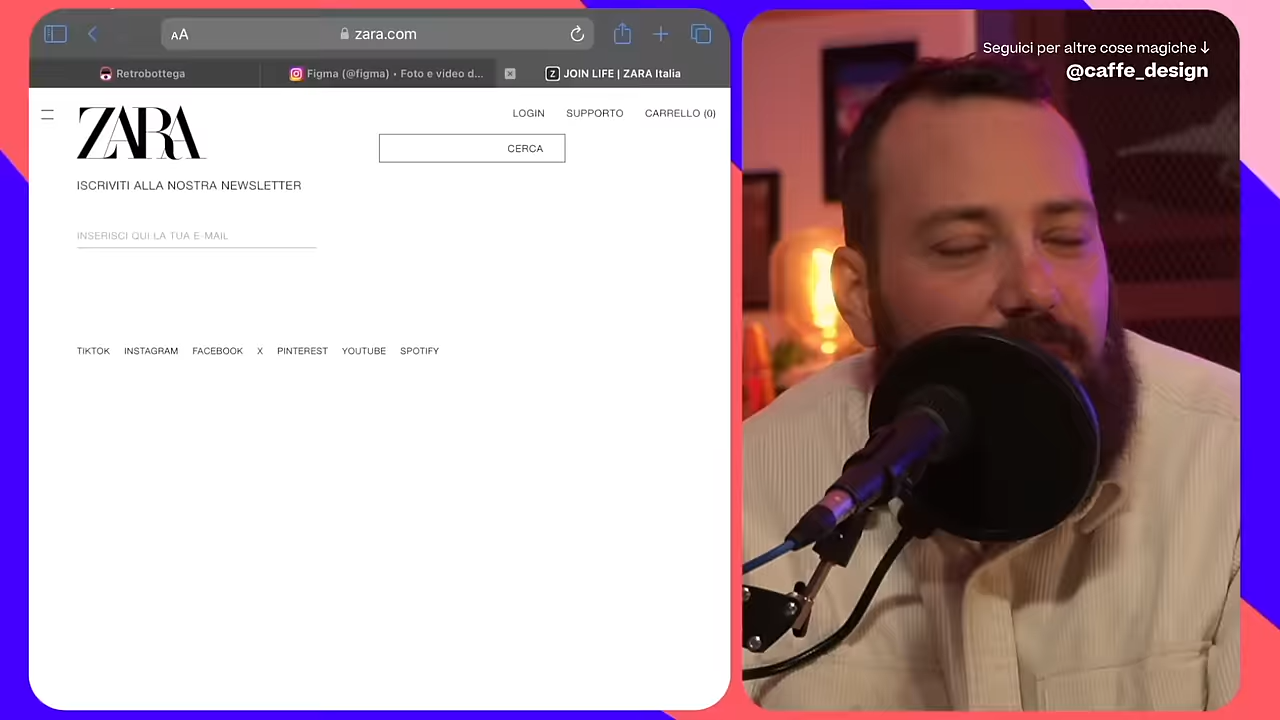 AA
zara.com
Retrobottega
Figma (@figma) • Foto e video d...
Z
JOIN LIFE | ZARA Italia
ZARA
LOGIN
SUPPORTO
CARRELLO (0)
CERCA
ISCRIVITI ALLA NOSTRA NEWSLETTER
INSERISCI QUI LA TUA E-MAIL
TIKTOK
INSTAGRAM
FACEBOOK
X
PINTEREST
YOUTUBE
SPOTIFY
Seguici per altre cose magiche ↓
@caffe_design